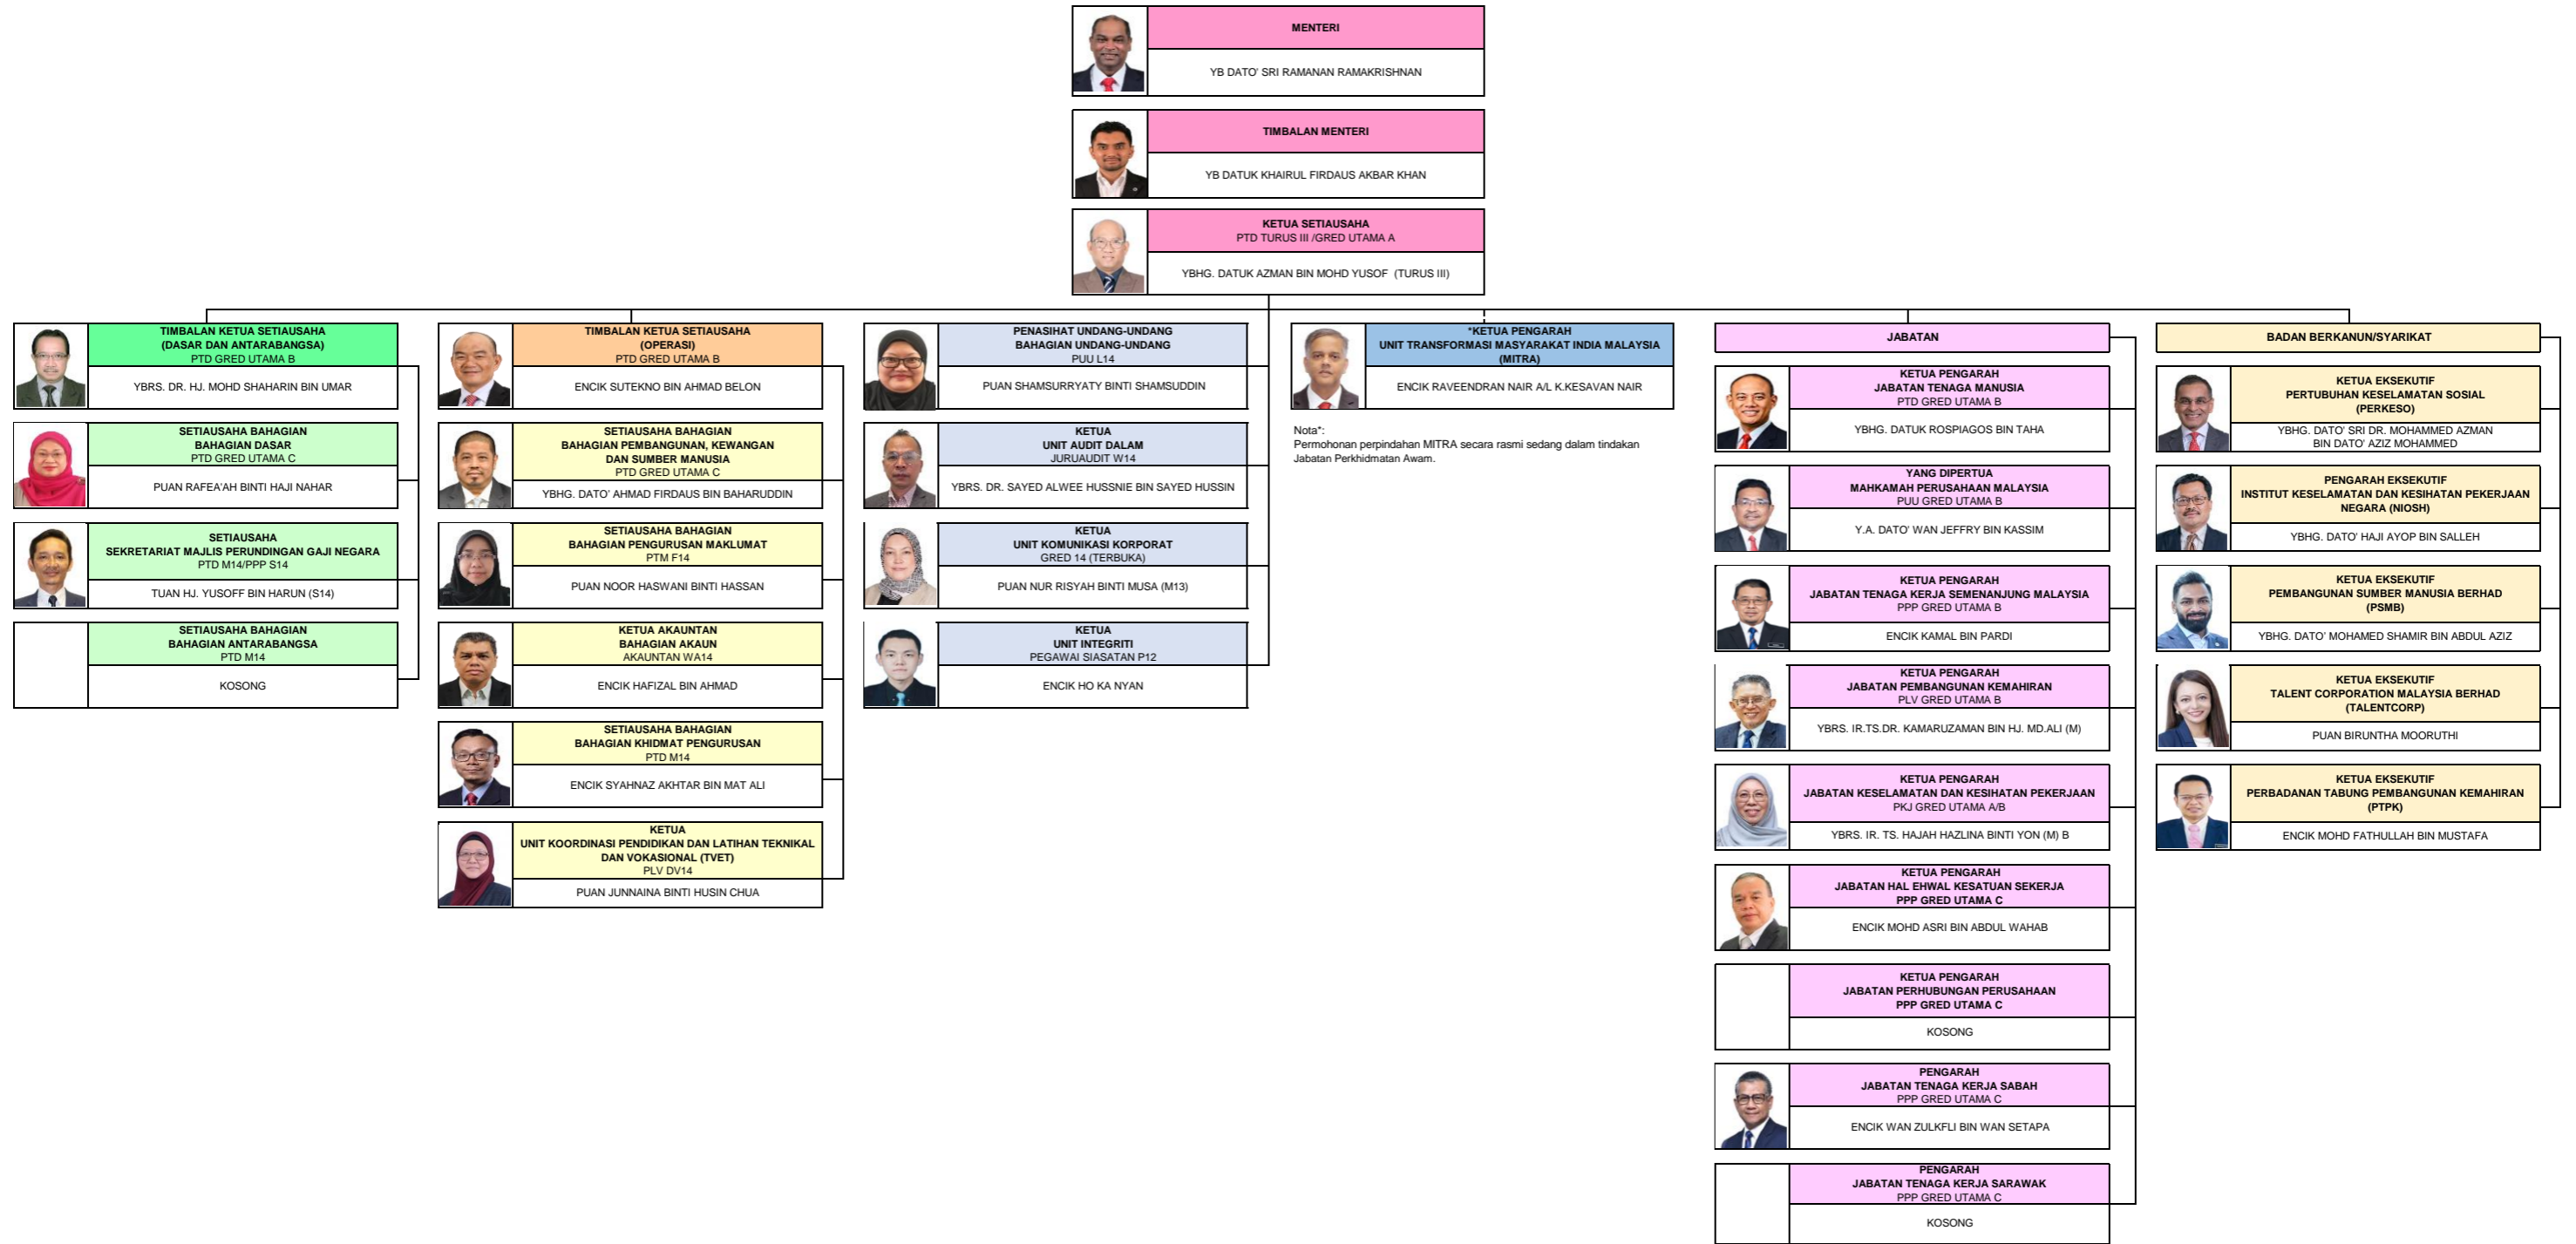 MENTERI
YB DATO' SRI RAMANAN RAMAKRISHNAN
TIMBALAN MENTERI
YB DATUK KHAIRUL FIRDAUS AKBAR KHAN
KETUA SETIAUSAHA
PTD TURUS III /GRED UTAMA A
YBHG. DATUK AZMAN BIN MOHD YUSOF (TURUS III)
TIMBALAN KETUA SETIAUSAHA
(DASAR DAN ANTARABANGSA)
PTD GRED UTAMA B
YBRS. DR. HJ. MOHD SHAHARIN BIN UMAR
SETIAUSAHA BAHAGIAN
BAHAGIAN DASAR
PTD GRED UTAMA C
PUAN RAFEA'AH BINTI HAJI NAHAR
SETIAUSAHA
SEKRETARIAT MAJLIS PERUNDINGAN GAJI NEGARA
PTD M14/PPP S14
TUAN HJ. YUSOFF BIN HARUN (S14)
SETIAUSAHA BAHAGIAN
BAHAGIAN ANTARABANGSA
PTD M14
KOSONG
TIMBALAN KETUA SETIAUSAHA
(OPERASI)
PTD GRED UTAMA B
ENCIK SUTEKNO BIN AHMAD BELON
SETIAUSAHA BAHAGIAN
BAHAGIAN PEMBANGUNAN, KEWANGAN
DAN SUMBER MANUSIA
PTD GRED UTAMA C
YBHG. DATO' AHMAD FIRDAUS BIN BAHARUDDIN
SETIAUSAHA BAHAGIAN
BAHAGIAN PENGURUSAN MAKLUMAT
PTM F14
PUAN NOOR HASWANI BINTI HASSAN
KETUA AKAUNTAN
BAHAGIAN AKAUN
AKAUNTAN WA14
ENCIK HAFIZAL BIN AHMAD
SETIAUSAHA BAHAGIAN
BAHAGIAN KHIDMAT PENGURUSAN
PTD M14
ENCIK SYAHNAZ AKHTAR BIN MAT ALI
KETUA
UNIT KOORDINASI PENDIDIKAN DAN LATIHAN TEKNIKAL
DAN VOKASIONAL (TVET)
PLV DV14
PUAN JUNNAINA BINTI HUSIN CHUA
PENASIHAT UNDANG-UNDANG
BAHAGIAN UNDANG-UNDANG
PUU L14
PUAN SHAMSURRYATY BINTI SHAMSUDDIN
KETUA
UNIT AUDIT DALAM
JURUAUDIT W14
YBRS. DR. SAYED ALWEE HUSSNIE BIN SAYED HUSSIN
KETUA
UNIT KOMUNIKASI KORPORAT
GRED 14 (TERBUKA)
PUAN NUR RISYAH BINTI MUSA (M13)
KETUA
UNIT INTEGRITI
PEGAWAI SIASATAN P12
ENCIK HO KA NYAN
*KETUA PENGARAH
UNIT TRANSFORMASI MASYARAKAT INDIA MALAYSIA
(MITRA)
ENCIK RAVEENDRAN NAIR A/L K.KESAVAN NAIR
Nota*:
Permohonan perpindahan MITRA secara rasmi sedang dalam tindakan
Jabatan Perkhidmatan Awam.
JABATAN
KETUA PENGARAH
JABATAN TENAGA MANUSIA
PTD GRED UTAMA B
YBHG. DATUK ROSPIAGOS BIN TAHA
YANG DIPERTUA
MAHKAMAH PERUSAHAAN MALAYSIA
PUU GRED UTAMA B
Y.A. DATO' WAN JEFFRY BIN KASSIM
KETUA PENGARAH
JABATAN TENAGA KERJA SEMENANJUNG MALAYSIA
PPP GRED UTAMA B
ENCIK KAMAL BIN PARDI
KETUA PENGARAH
JABATAN PEMBANGUNAN KEMAHIRAN
PLV GRED UTAMA B
YBRS. IR.TS.DR. KAMARUZAMAN BIN HJ. MD.ALI (M)
KETUA PENGARAH
JABATAN KESELAMATAN DAN KESIHATAN PEKERJAAN
PKJ GRED UTAMA A/B
YBRS. IR. TS. HAJAH HAZLINA BINTI YON (M) B
KETUA PENGARAH
JABATAN HAL EHWAL KESATUAN SEKERJA
PPP GRED UTAMA C
ENCIK MOHD ASRI BIN ABDUL WAHAB
KETUA PENGARAH
JABATAN PERHUBUNGAN PERUSAHAAN
PPP GRED UTAMA C
KOSONG
PENGARAH
JABATAN TENAGA KERJA SABAH
PPP GRED UTAMA C
ENCIK WAN ZULKFLI BIN WAN SETAPA
PENGARAH
JABATAN TENAGA KERJA SARAWAK
PPP GRED UTAMA C
KOSONG
BADAN BERKANUN/SYARIKAT
KETUA EKSEKUTIF
PERTUBUHAN KESELAMATAN SOSIAL
(PERKESO)
YBHG. DATO' SRI DR. MOHAMMED AZMAN
BIN DATO' AZIZ MOHAMMED
PENGARAH EKSEKUTIF
INSTITUT KESELAMATAN DAN KESIHATAN PEKERJAAN
NEGARA (NIOSH)
YBHG. DATO' HAJI AYOP BIN SALLEH
KETUA EKSEKUTIF
PEMBANGUNAN SUMBER MANUSIA BERHAD
(PSMB)
YBHG. DATO' MOHAMED SHAMIR BIN ABDUL AZIZ
KETUA EKSEKUTIF
TALENT CORPORATION MALAYSIA BERHAD
(TALENTCORP)
PUAN BIRUNTHA MOORUTHI
KETUA EKSEKUTIF
PERBADANAN TABUNG PEMBANGUNAN KEMAHIRAN
(PTPK)
ENCIK MOHD FATHULLAH BIN MUSTAFA